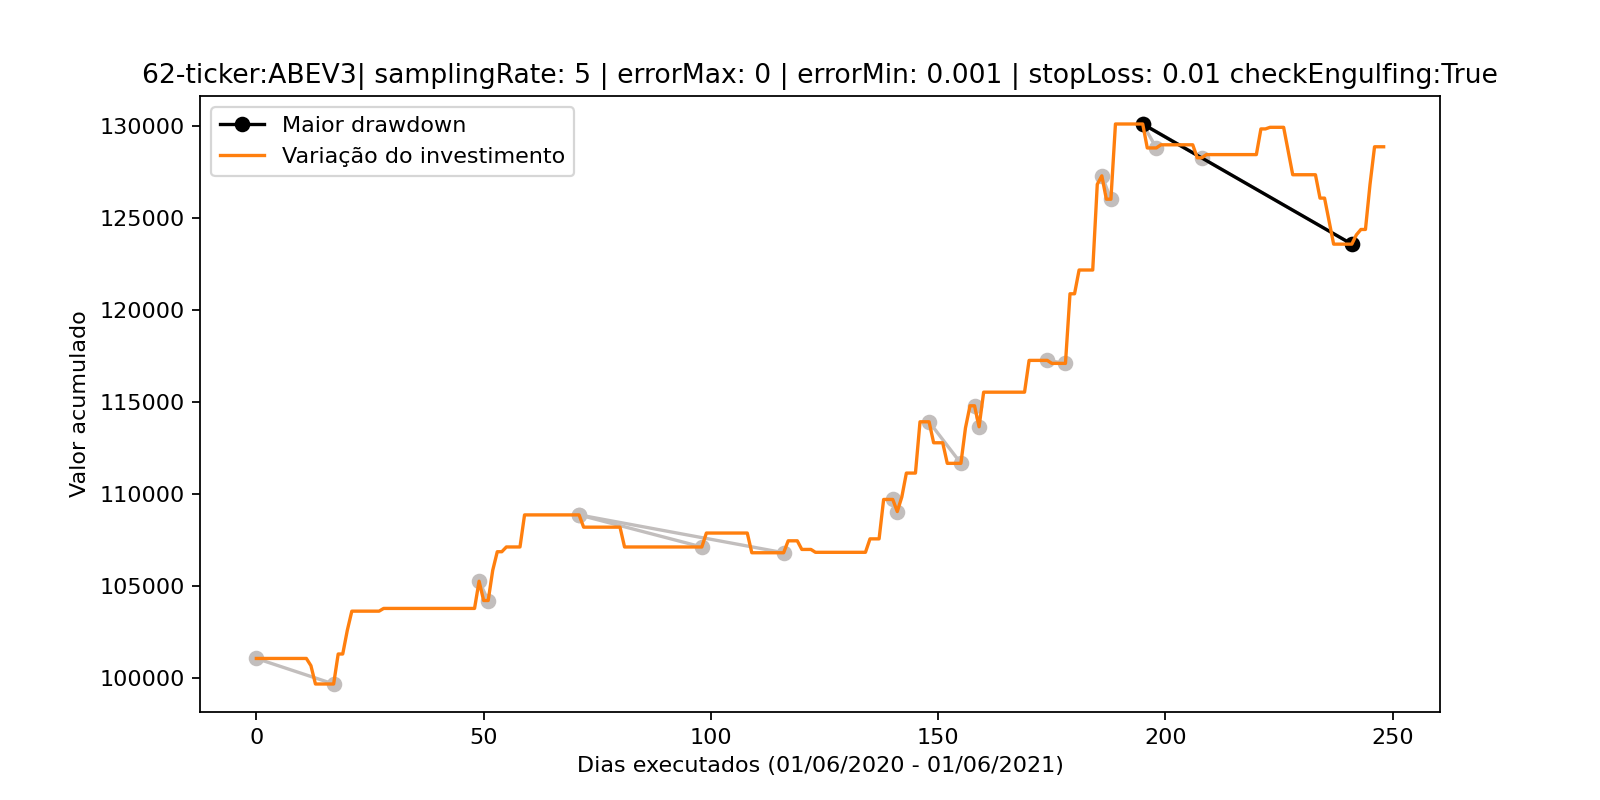 62-ticker:ABEV3| samplingRate: 5 | errorMax: 0 | errorMin: 0.001 | stopLoss: 0.01 checkEngulfing:True
Maior drawdown
Variação do investimento
130000
125000
120000
115000
110000
105000
100000
Valor acumulado
0 50 100 150 200 250
Dias executados (01/06/2020 - 01/06/2021)